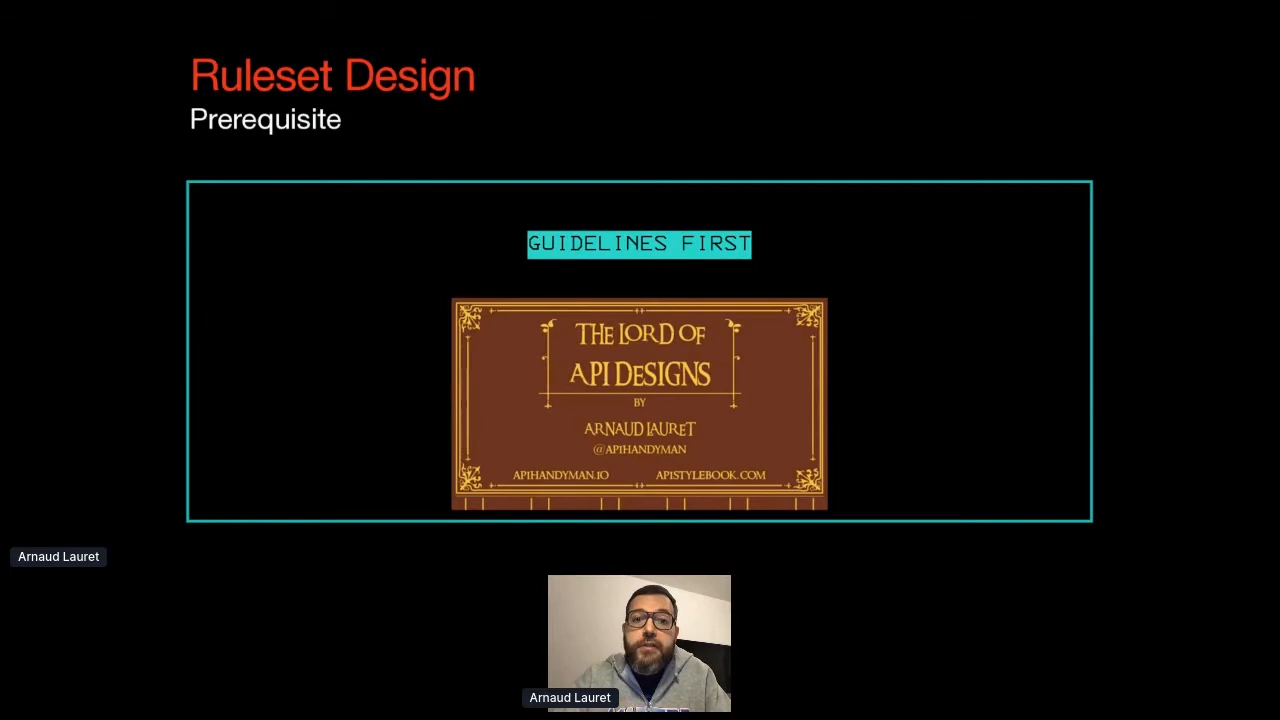 Ruleset Design
Prerequisite
GUIDELINES FIRST
THE LORD OF
API DESIGNS
BY
ARNAUD LAURET
@APIHANDYMAN
APIHANDYMAN.IO
APISTYLEBOOK.COM
Arnaud Lauret
Arnaud Lauret